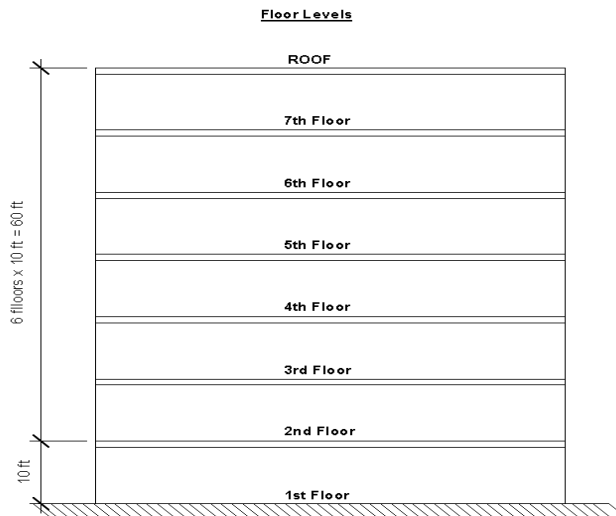 Floor Levels
ROOF
7th Floor
6th Floor
5th Floor
4th Floor
3rd Floor
2nd Floor
1st Floor
6 flloors x 10 ft = 60 ft
10 ft